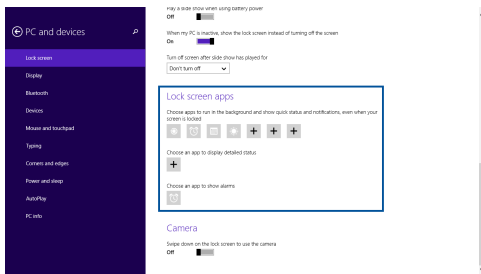 Play a slide show when using battery power
Off
PC and devices
When my PC is inactive, show the lock screen instead of turning off the screen
On
Lock screen
Turn off screen after slide show has played for
Don't turn off
Display
Bluetooth
Devices
Mouse and touchpad
Typing
Corners and edges
Power and sleep
AutoPlay
PC info
Lock screen apps
Choose apps to run in the background and show quick status and notifications, even when your
screen is locked
Choose an app to display detailed status
Choose an app to show alarms
Camera
Swipe down on the lock screen to use the camera
Off